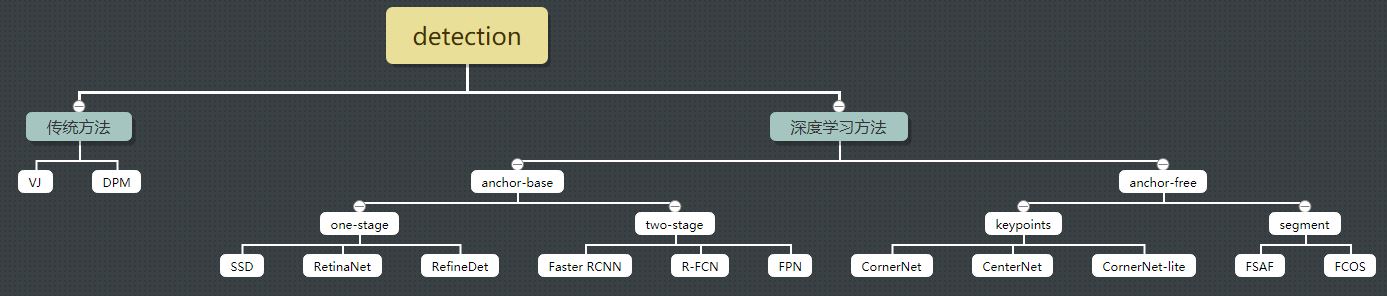 detection
传统方法
深度学习方法
VJ
DPM
anchor-base
anchor-free
one-stage
two-stage
keypoints
segment
SSD
RetinaNet
RefineDet
Faster RCNN
R-FCN
FPN
CornerNet
CenterNet
CornerNet-lite
FSAF
FCOS